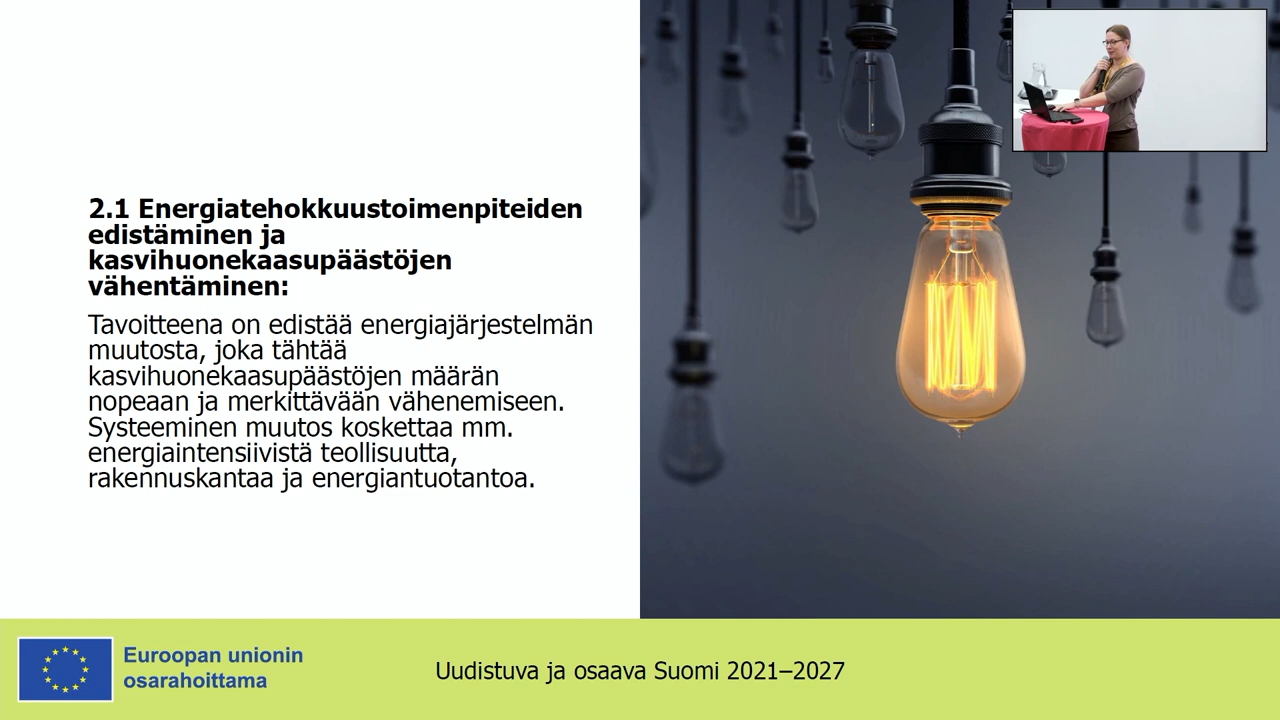 2.1 Energiatehokkuustoimenpiteiden
edistäminen ja
kasvihuonekaasupäästöjen
vähentäminen:
Tavoitteena on edistää energiajärjestelmän
muutosta, joka tähtää
kasvihuonekaasupäästöjen määrän
nopeaan ja merkittävään vähenemiseen.
Systeeminen muutos koskettaa mm.
energiaintensiivistä teollisuutta,
rakennuskantaa ja energiantuotantoa.
Euroopan unionin
osarahoittama
Uudistuva ja osaava Suomi 2021–2027